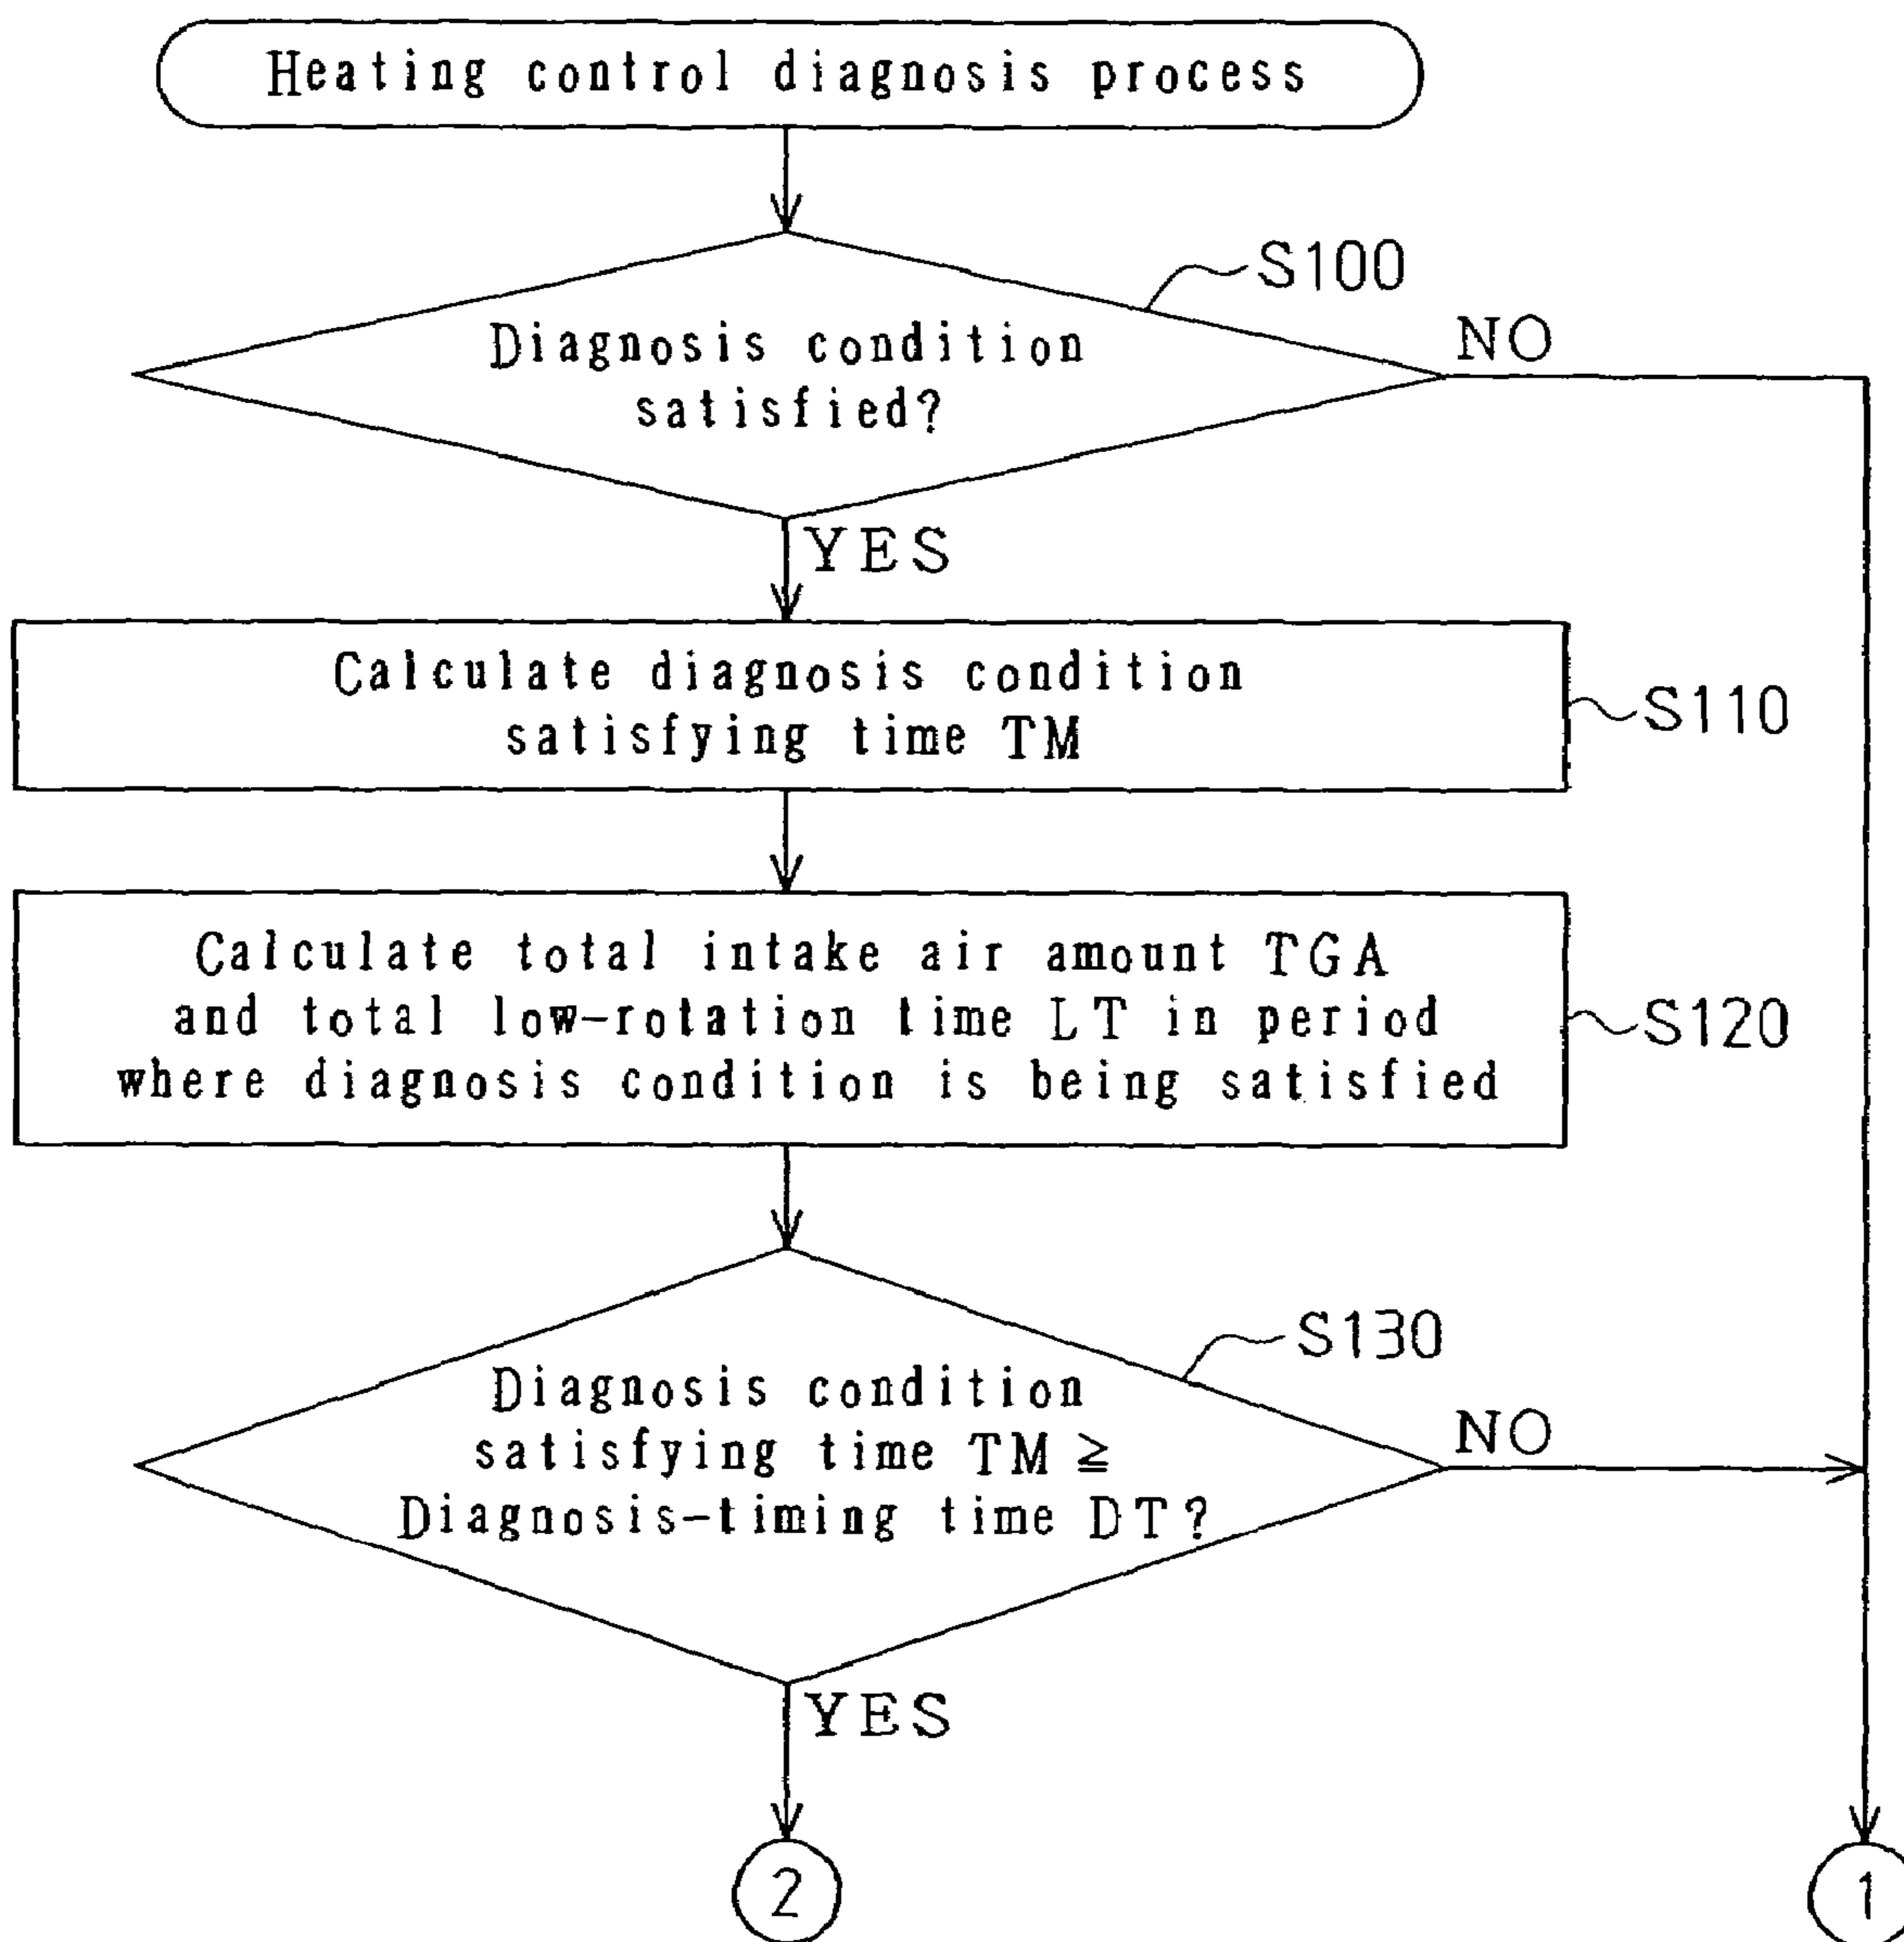 Heating control diagnosis process
S100
Diagnosis condition
satisfied?
NO
YES
Calculate diagnosis condition
satisfying time TM
S110
Calculate total intake air amount TGA
and total low-rotation time LT in period
where diagnosis condition is being satisfied
S120
S130
Diagnosis condition
satisfying time TM ≧
Diagnosis-timing time DT?
NO
YES
2
1